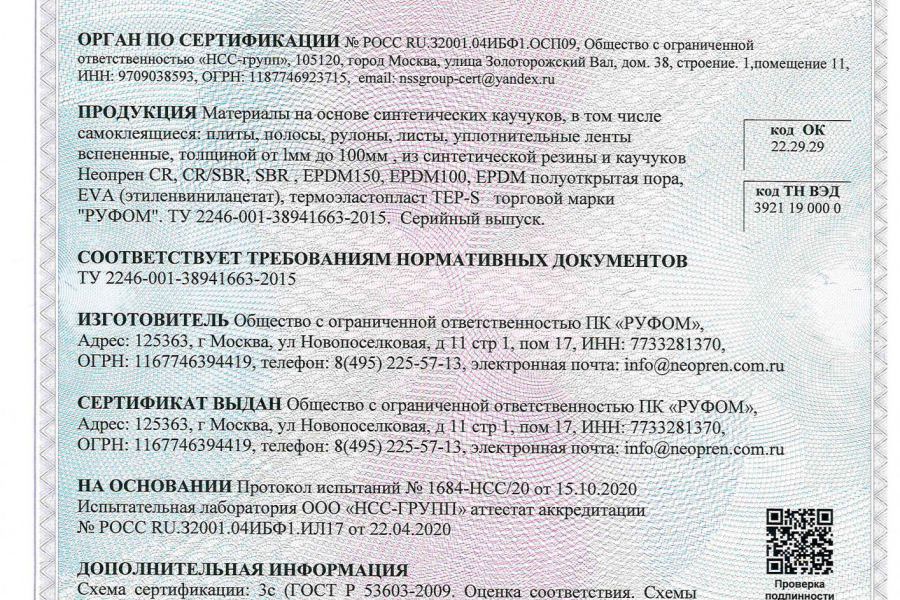 ОРГАН ПО СЕРТИФИКАЦИИ № РОСС RU.32001.04ИБФ1.ОСП09, Общество с ограниченной
ответственностью «НСС-групп», 105120, город Москва, улица Золоторожский Вал, дом. 38, строение. 1,помещение 11,
ИНН: 9709038593, ОГРН: 1187746923715, email: nssgroup-cert@yandex.ru
ПРОДУКЦИЯ Материалы на основе синтетических каучуков, в том числе
самоклеящиеся: плиты, полосы, рулоны, листы, уплотнительные ленты
вспененные, толщиной от lмм до 100мм , из синтетической резины и каучуков
Неопрен CR, CR/SBR, SBR , EPDM150, EPDM100, EPDM полуоткрытая пора,
EVA (этиленвинилацетат), термоэластопласт TEP-S торговой марки
"РУФОМ". ТУ 2246-001-38941663-2015. Серийный выпуск.
код ОК
22.29.29
код ТН ВЭД
3921 19 000 0
СООТВЕТСТВУЕТ ТРЕБОВАНИЯМ НОРМАТИВНЫХ ДОКУМЕНТОВ
ТУ 2246-001-38941663-2015
ИЗГОТОВИТЕЛЬ Общество с ограниченной ответственностью ПК «РУФОМ»,
Адрес: 125363, г Москва, ул Новопоселковая, д 11 стр 1, пом 17, ИНН: 7733281370,
ОГРН: 1167746394419, телефон: 8(495) 225-57-13, электронная почта: info@neopren.com.ru
СЕРТИФИКАТ ВЫДАН Общество с ограниченной ответственностью ПК «РУФОМ»,
Адрес: 125363, г Москва, ул Новопоселковая, д 11 стр 1, пом 17, ИНН: 7733281370,
ОГРН: 1167746394419, телефон: 8(495) 225-57-13, электронная почта: info@neopren.com.ru
НА ОСНОВАНИИ Протокол испытаний № 1684-НСС/20 от 15.10.2020
Испытательная лаборатория ООО «НСС-ГРУПП» аттестат аккредитации
№ РОСС RU.32001.04ИБФ1.ИЛ17 от 22.04.2020
ДОПОЛНИТЕЛЬНАЯ ИНФОРМАЦИЯ
Схема сертификации: 3с (ГОСТ Р 53603-2009. Оценка соответствия. Схемы
Проверка
подлинности